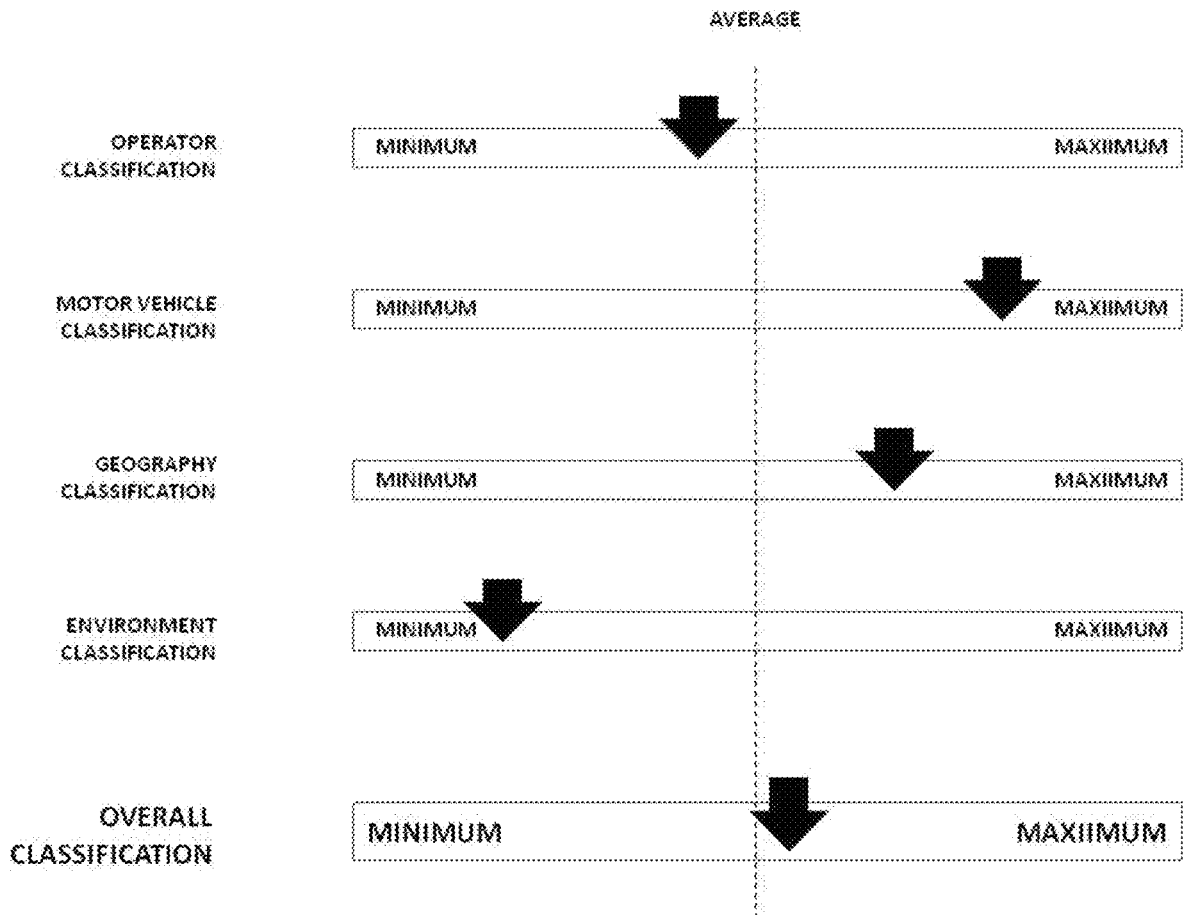 AVERAGE
OPERATOR
CLASSIFICATION
MINIMUM
MAXIIMUM
MOTOR VEHICLE
CLASSIFICATION
MINIMUM
MAXIIMUM
GEOGRAPHY
CLASSIFICATION
MINIMUM
MAXIIMUM
ENVIRONMENT
CLASSIFICATION
MINIMUM
MAXIIMUM
OVERALL
CLASSIFICATION
MINIMUM
MAXIIMUM